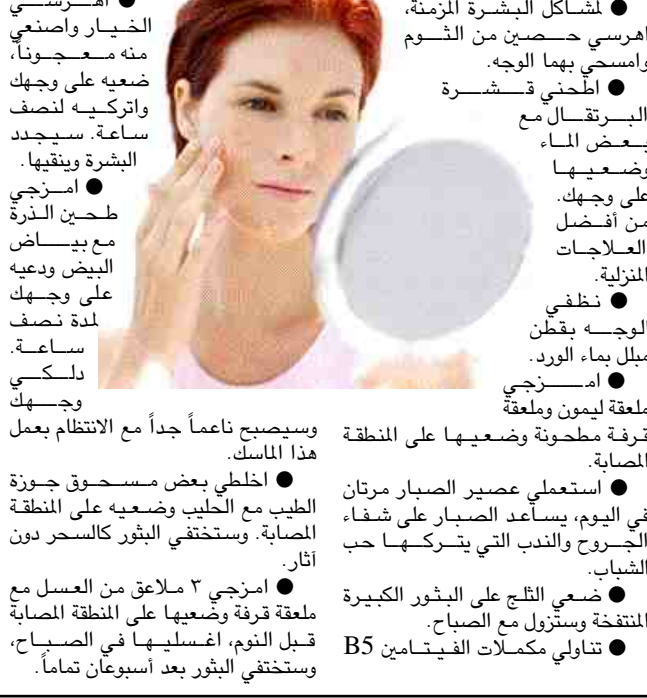 ● لمشاكل البشرة المزمنة،
اهرسي حصين من الثوم
وامسحي بهما الوجه.
● اطحني قشرة
البرتقال مع
بعض الماء
وضعيها
على وجهك.
من أفضل
العلاجات
المنزلية.
● نظفي
الوجه بقطن
مبلل بماء الورد.
● امزجي
ملعقة ليمون وملعقة
قرفة مطحونة وضعيها على المنطقة
المصابة.
● استعملي عصير الصبار مرتان
في اليوم، يساعد الصبار على شفاء
الجروح والندب التي يتركها حب
الشباب.
● ضعي الثلج على البثور الكبيرة
المنتفخة وستزول مع الصباح.
● تناولي مكملات الفيتامين B5
● اهرسي
الخيار واصنعي
منه معجوناً،
ضعيه على وجهك
واتركيه لنصف
ساعة. سيجدد
البشرة وينقيها.
● امزجي
طحين الذرة
مع بياض
البيض ودعيه
على وجهك
لمدة نصف
ساعة.
دلكي
وجهك
وسيصبح ناعماً جداً مع الانتظام بعمل
هذا الماسك.
● اخلطي بعض مسحوق جوزة
الطيب مع الحليب وضعيه على المنطقة
المصابة. وستختفي البثور كالسحر دون
آثار.
● امزجي ٣ ملاعق من العسل مع
ملعقة قرفة وضعيها على المنطقة المصابة
قبل النوم، اغسليها في الصباح،
وستختفي البثور بعد أسبوعان تماماً.